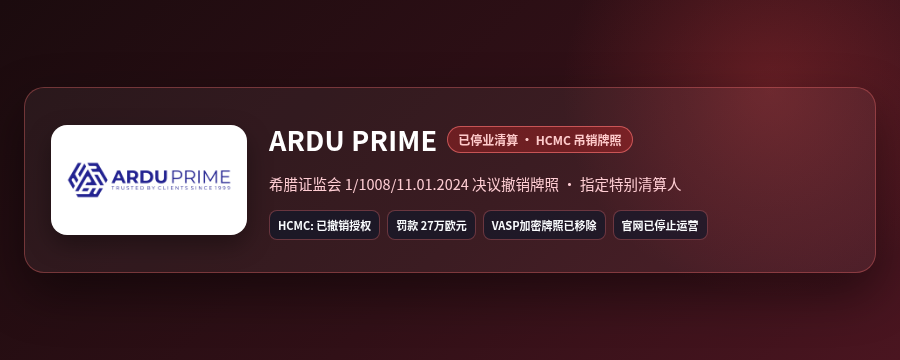 ARDU PRIME
TRUSTED BY CLIENTS SINCE 1999
ARDU PRIME
已停业清算 · HCMC 吊销牌照
希腊证监会 1/1008/11.01.2024 决议撤销牌照 · 指定特别清算人
HCMC: 已撤销授权
罚款 27万欧元
VASP加密牌照已移除
官网已停止运营